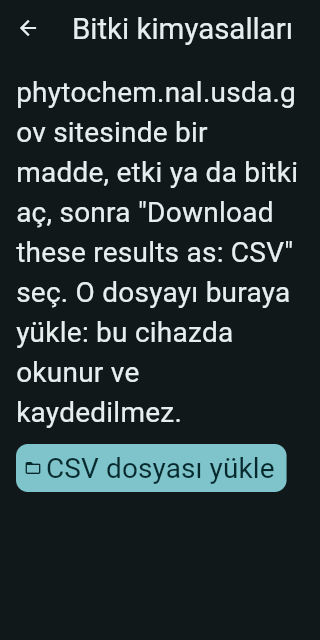 Bitki kimyasalları
phytochem.nal.usda.g
ov sitesinde bir
madde, etki ya da bitki
aç, sonra "Download
these results as: CSV"
seç. O dosyayı buraya
yükle: bu cihazda
okunur ve
kaydedilmez.
CSV dosyası yükle